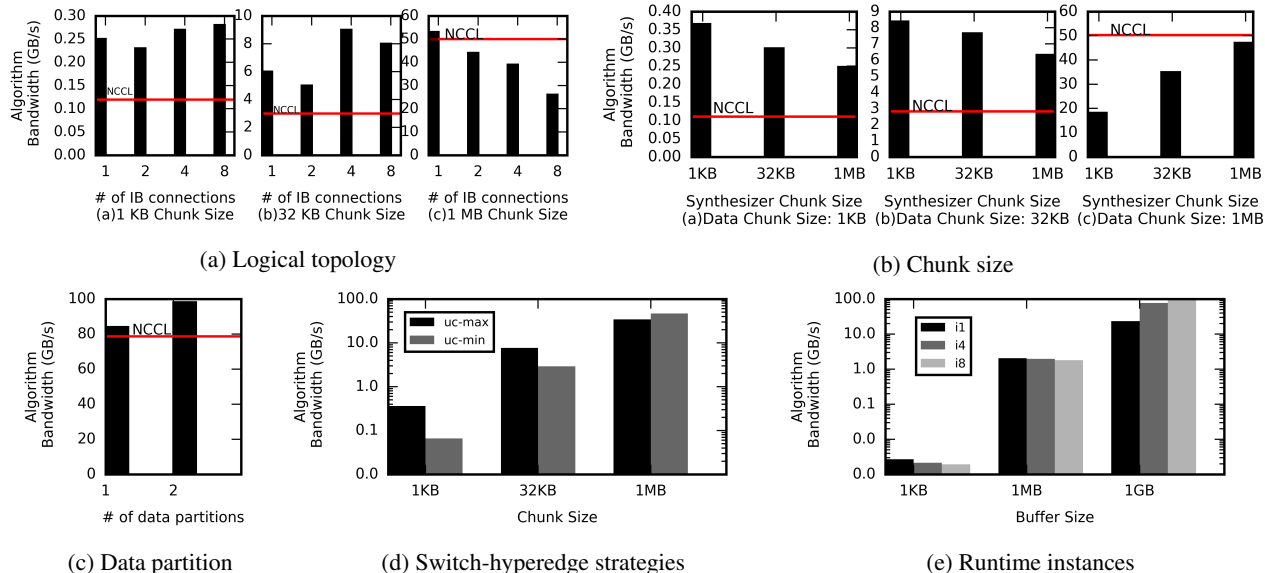 Algorithm
Bandwidth (GB/s)
0.30
0.25
0.20
0.15
0.10
0.05
0.00
NCCL
1 2 4 8
# of IB connections
(a)1 KB Chunk Size
10
8
6
4
2
0
NCCL
1 2 4 8
# of IB connections
(b)32 KB Chunk Size
60
50
40
30
20
10
0
NCCL
1 2 4 8
# of IB connections
(c)1 MB Chunk Size
(a) Logical topology
Algorithm
Bandwidth (GB/s)
0.40
0.35
0.30
0.25
0.20
0.15
0.10
0.05
0.00
NCCL
1KB 32KB 1MB
Synthesizer Chunk Size
(a)Data Chunk Size: 1KB
9
8
7
6
5
4
3
2
1
0
NCCL
1KB 32KB 1MB
Synthesizer Chunk Size
(b)Data Chunk Size: 32KB
60
50
40
30
20
10
0
NCCL
1KB 32KB 1MB
Synthesizer Chunk Size
(c)Data Chunk Size: 1MB
(b) Chunk size
Algorithm
Bandwidth (GB/s)
100
80
60
40
20
0
NCCL
1 2
# of data partitions
(c) Data partition
Algorithm
Bandwidth (GB/s)
100.0
10.0
1.0
0.1
0.0
uc-max
uc-min
1KB 32KB 1MB
Chunk Size
(d) Switch-hyperedge strategies
Algorithm
Bandwidth (GB/s)
100.0
10.0
1.0
0.1
0.0
0.0
i1
i4
i8
1KB 1MB 1GB
Buffer Size
(e) Runtime instances